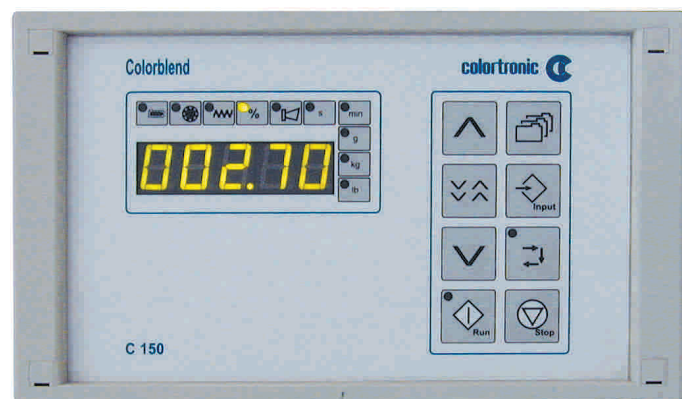 Colorblend
colortronic
% s min
g
kg
lb
002.70
Input
Run
Stop
C 150